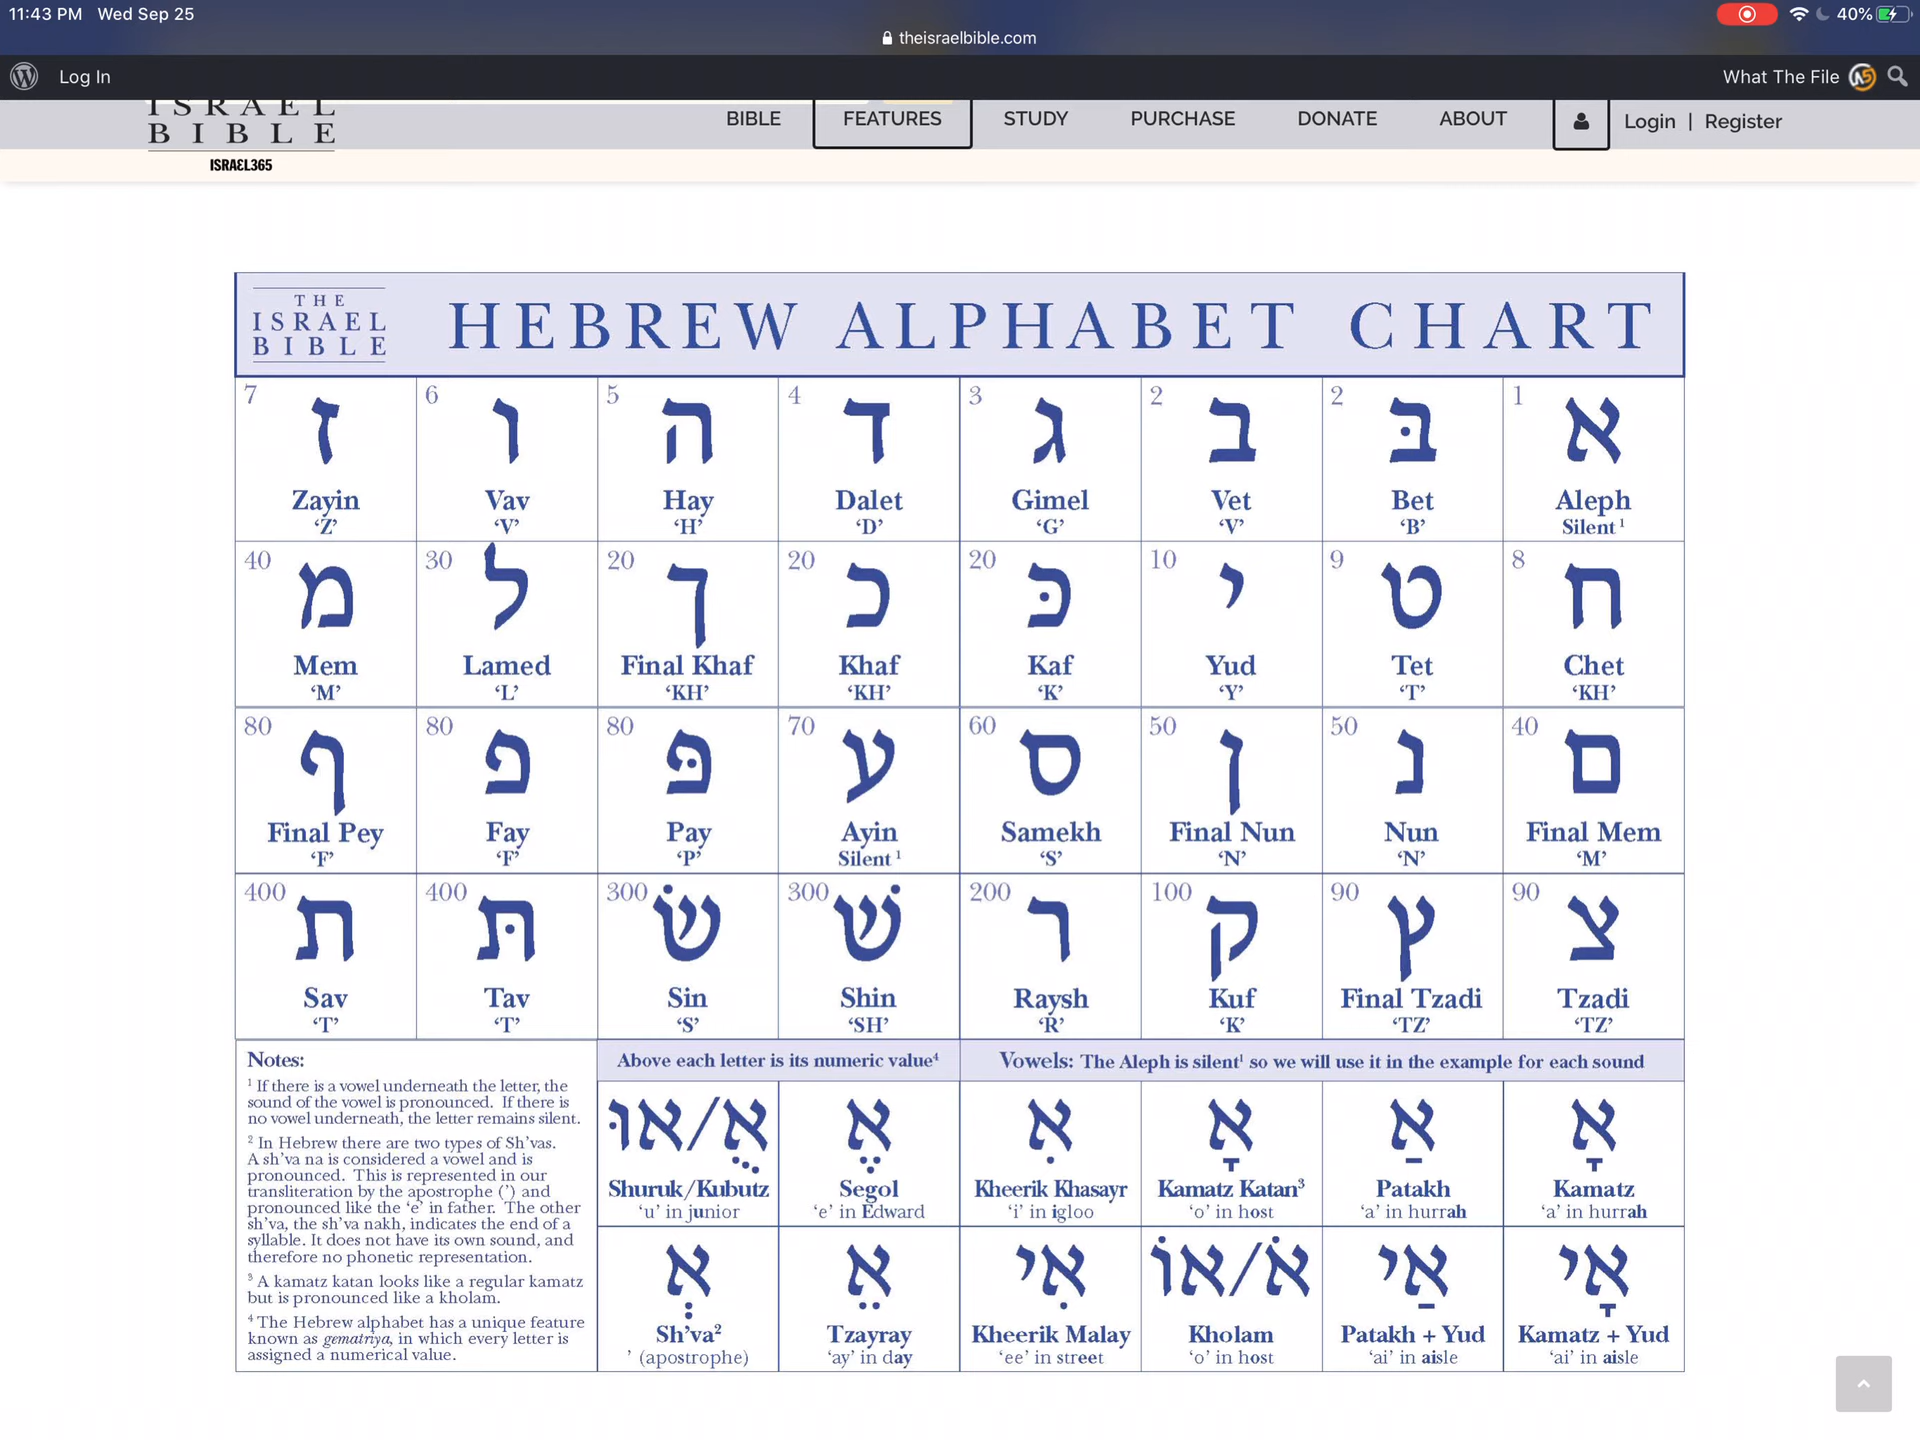 11:43 PM Wed Sep 25
40%
theisraelbible.com
Log In
What The File
ISRAEL
BIBLE
ISRAEL365
BIBLE FEATURES STUDY PURCHASE DONATE ABOUT Login | Register
THE
ISRAEL
BIBLE
HEBREW ALPHABET CHART
7 6 5 4 3 2 2 1
ז ו ה ד ג ב בּ א
Zayin Vav Hay Dalet Gimel Vet Bet Aleph
‘Z’ ‘V’ ‘H’ ‘D’ ‘G’ ‘V’ ‘B’ Silent¹
40 30 20 20 20 10 9 8
מ ל ך כ כּ י ט ח
Mem Lamed Final Khaf Khaf Kaf Yud Tet Chet
‘M’ ‘L’ ‘KH’ ‘KH’ ‘K’ ‘Y’ ‘T’ ‘KH’
80 80 80 70 60 50 50 40
ף פ פּ ע ס ן נ ם
Final Pey Fay Pay Ayin Samekh Final Nun Nun Final Mem
‘F’ ‘F’ ‘P’ Silent¹ ‘S’ ‘N’ ‘N’ ‘M’
400 400 300 300 200 100 90 90
ת תּ שׂ שׁ ר ק ץ צ
Sav Tav Sin Shin Raysh Kuf Final Tzadi Tzadi
‘T’ ‘T’ ‘S’ ‘SH’ ‘R’ ‘K’ ‘TZ’ ‘TZ’
Notes:
¹ If there is a vowel underneath the letter, the
sound of the vowel is pronounced. If there is
no vowel underneath, the letter remains silent.
² In Hebrew there are two types of Sh’vas.
A sh’va na is considered a vowel and is
pronounced. This is represented in our
transliteration by the apostrophe (’) and
pronounced like the ‘e’ in father. The other
sh’va, the sh’va nakh, indicates the end of a
syllable. It does not have its own sound, and
therefore no phonetic representation.
³ A kamatz katan looks like a regular kamatz
but is pronounced like a kholam.
⁴ The Hebrew alphabet has a unique feature
known as gematriya, in which every letter is
assigned a numerical value.
Above each letter is its numeric value⁴
Vowels: The Aleph is silent¹ so we will use it in the example for each sound
אֻ/אוּ אֶ אִ אָ אַ אָ
Shuruk/Kubutz Segol Kheerik Khasayr Kamatz Katan³ Patakh Kamatz
‘u’ in junior ‘e’ in Edward ‘i’ in igloo ‘o’ in host ‘a’ in hurrah ‘a’ in hurrah
אְ אֵ אִי אֹ/אוֹ אַי אָי
Sh’va² Tzayray Kheerik Malay Kholam Patakh + Yud Kamatz + Yud
’ (apostrophe) ‘ay’ in day ‘ee’ in street ‘o’ in host ‘ai’ in aisle ‘ai’ in aisle